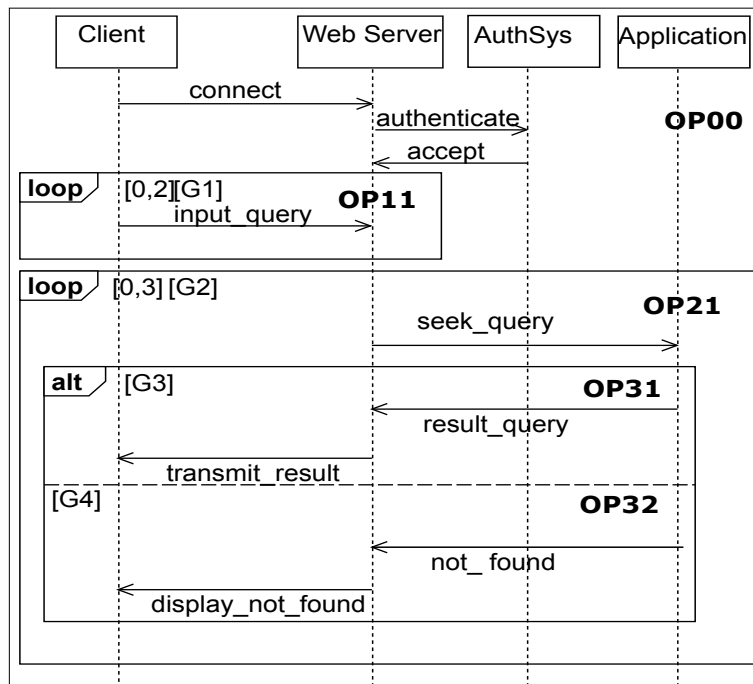 Client Web Server AuthSys Application
connect
authenticate OP00
accept
loop [0,2][G1] OP11
input_query
loop [0,3] [G2]
OP21
seek_query
alt [G3] OP31
result_query
transmit_result
[G4] OP32
not_ found
display_not_found